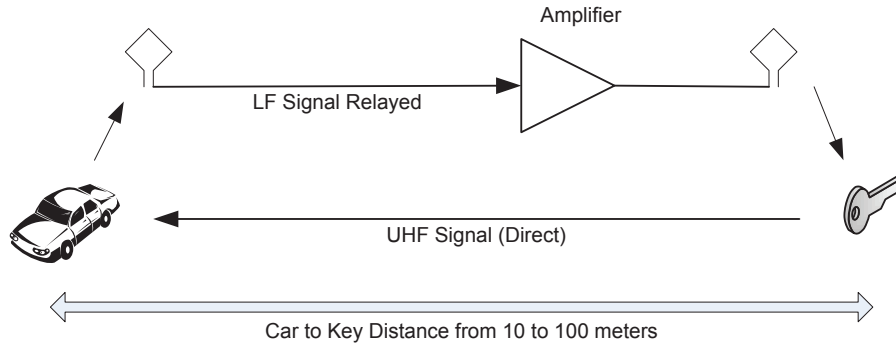 Amplifier
LF Signal Relayed
UHF Signal (Direct)
Car to Key Distance from 10 to 100 meters